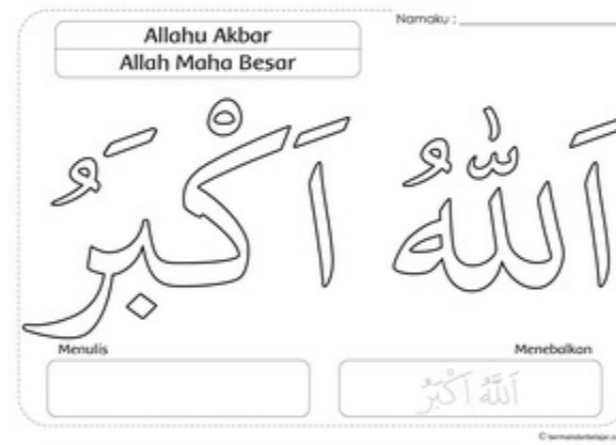 Namaku :
Allahu Akbar
Allah Maha Besar
اَللّٰهُ اَكْبَرُ
Menulis
Menebalkan
اَللّٰهُ اَكْبَرُ